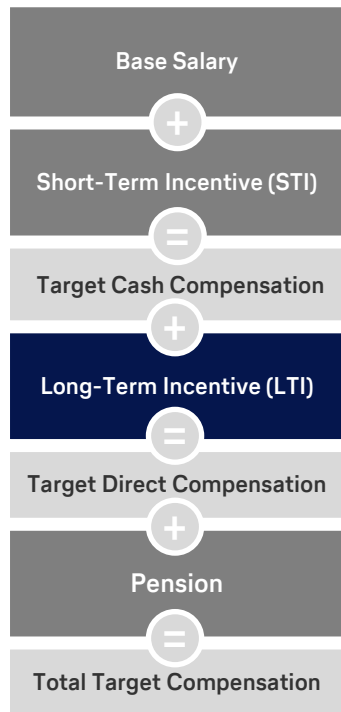 Base Salary
+
Short-Term Incentive (STI)
=
Target Cash Compensation
+
Long-Term Incentive (LTI)
=
Target Direct Compensation
+
Pension
=
Total Target Compensation